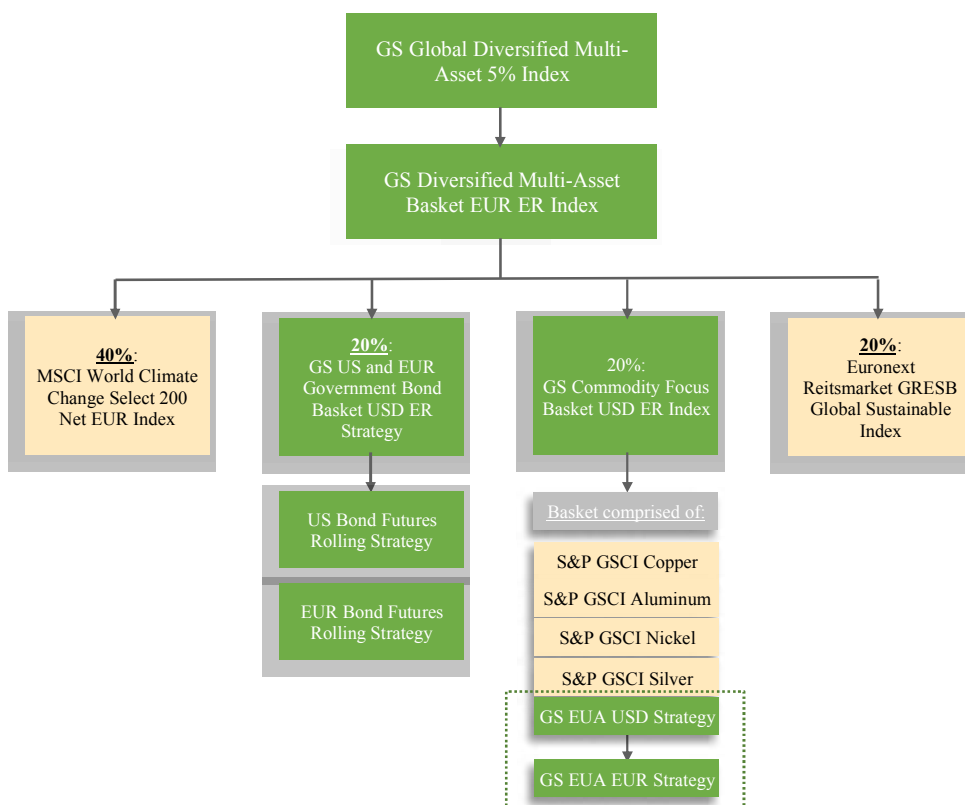 GS Global Diversified Multi-
Asset 5% Index
GS Diversified Multi-Asset
Basket EUR ER Index
40%:
MSCI World Climate
Change Select 200
Net EUR Index
20%:
GS US and EUR
Government Bond
Basket USD ER
Strategy
20%:
GS Commodity Focus
Basket USD ER Index
20%:
Euronext
Reitsmarket GRESB
Global Sustainable
Index
US Bond Futures
Rolling Strategy
EUR Bond Futures
Rolling Strategy
Basket comprised of:
S&P GSCI Copper
S&P GSCI Aluminum
S&P GSCI Nickel
S&P GSCI Silver
GS EUA USD Strategy
GS EUA EUR Strategy